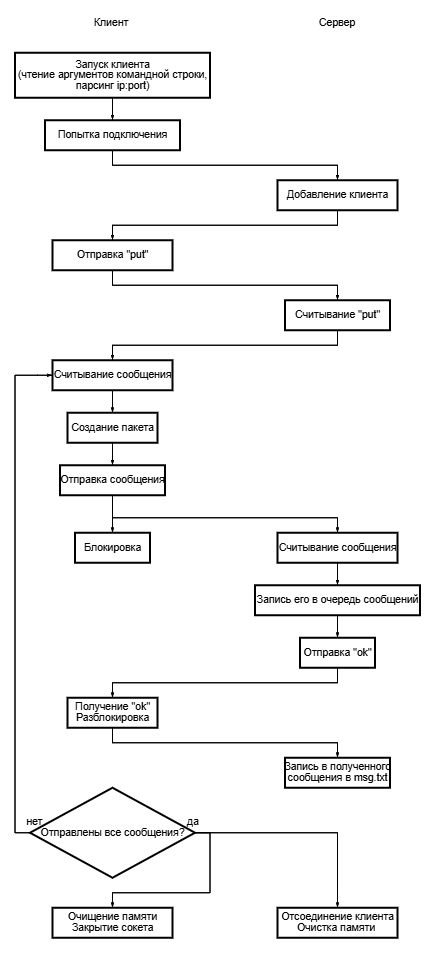 Клиент
Сервер
Запуск клиента
(чтение аргументов командной строки,
парсинг ip:port)
Попытка подключения
Добавление клиента
Отправка "put"
Считывание "put"
Считывание сообщения
Создание пакета
Отправка сообщения
Блокировка
Считывание сообщения
Запись его в очередь сообщений
Отправка "ok"
Получение "ok"
Разблокировка
Запись в полученного
сообщения в msg.txt
нет
Отправлены все сообщения?
да
Очищение памяти
Закрытие сокета
Отсоединение клиента
Очистка памяти